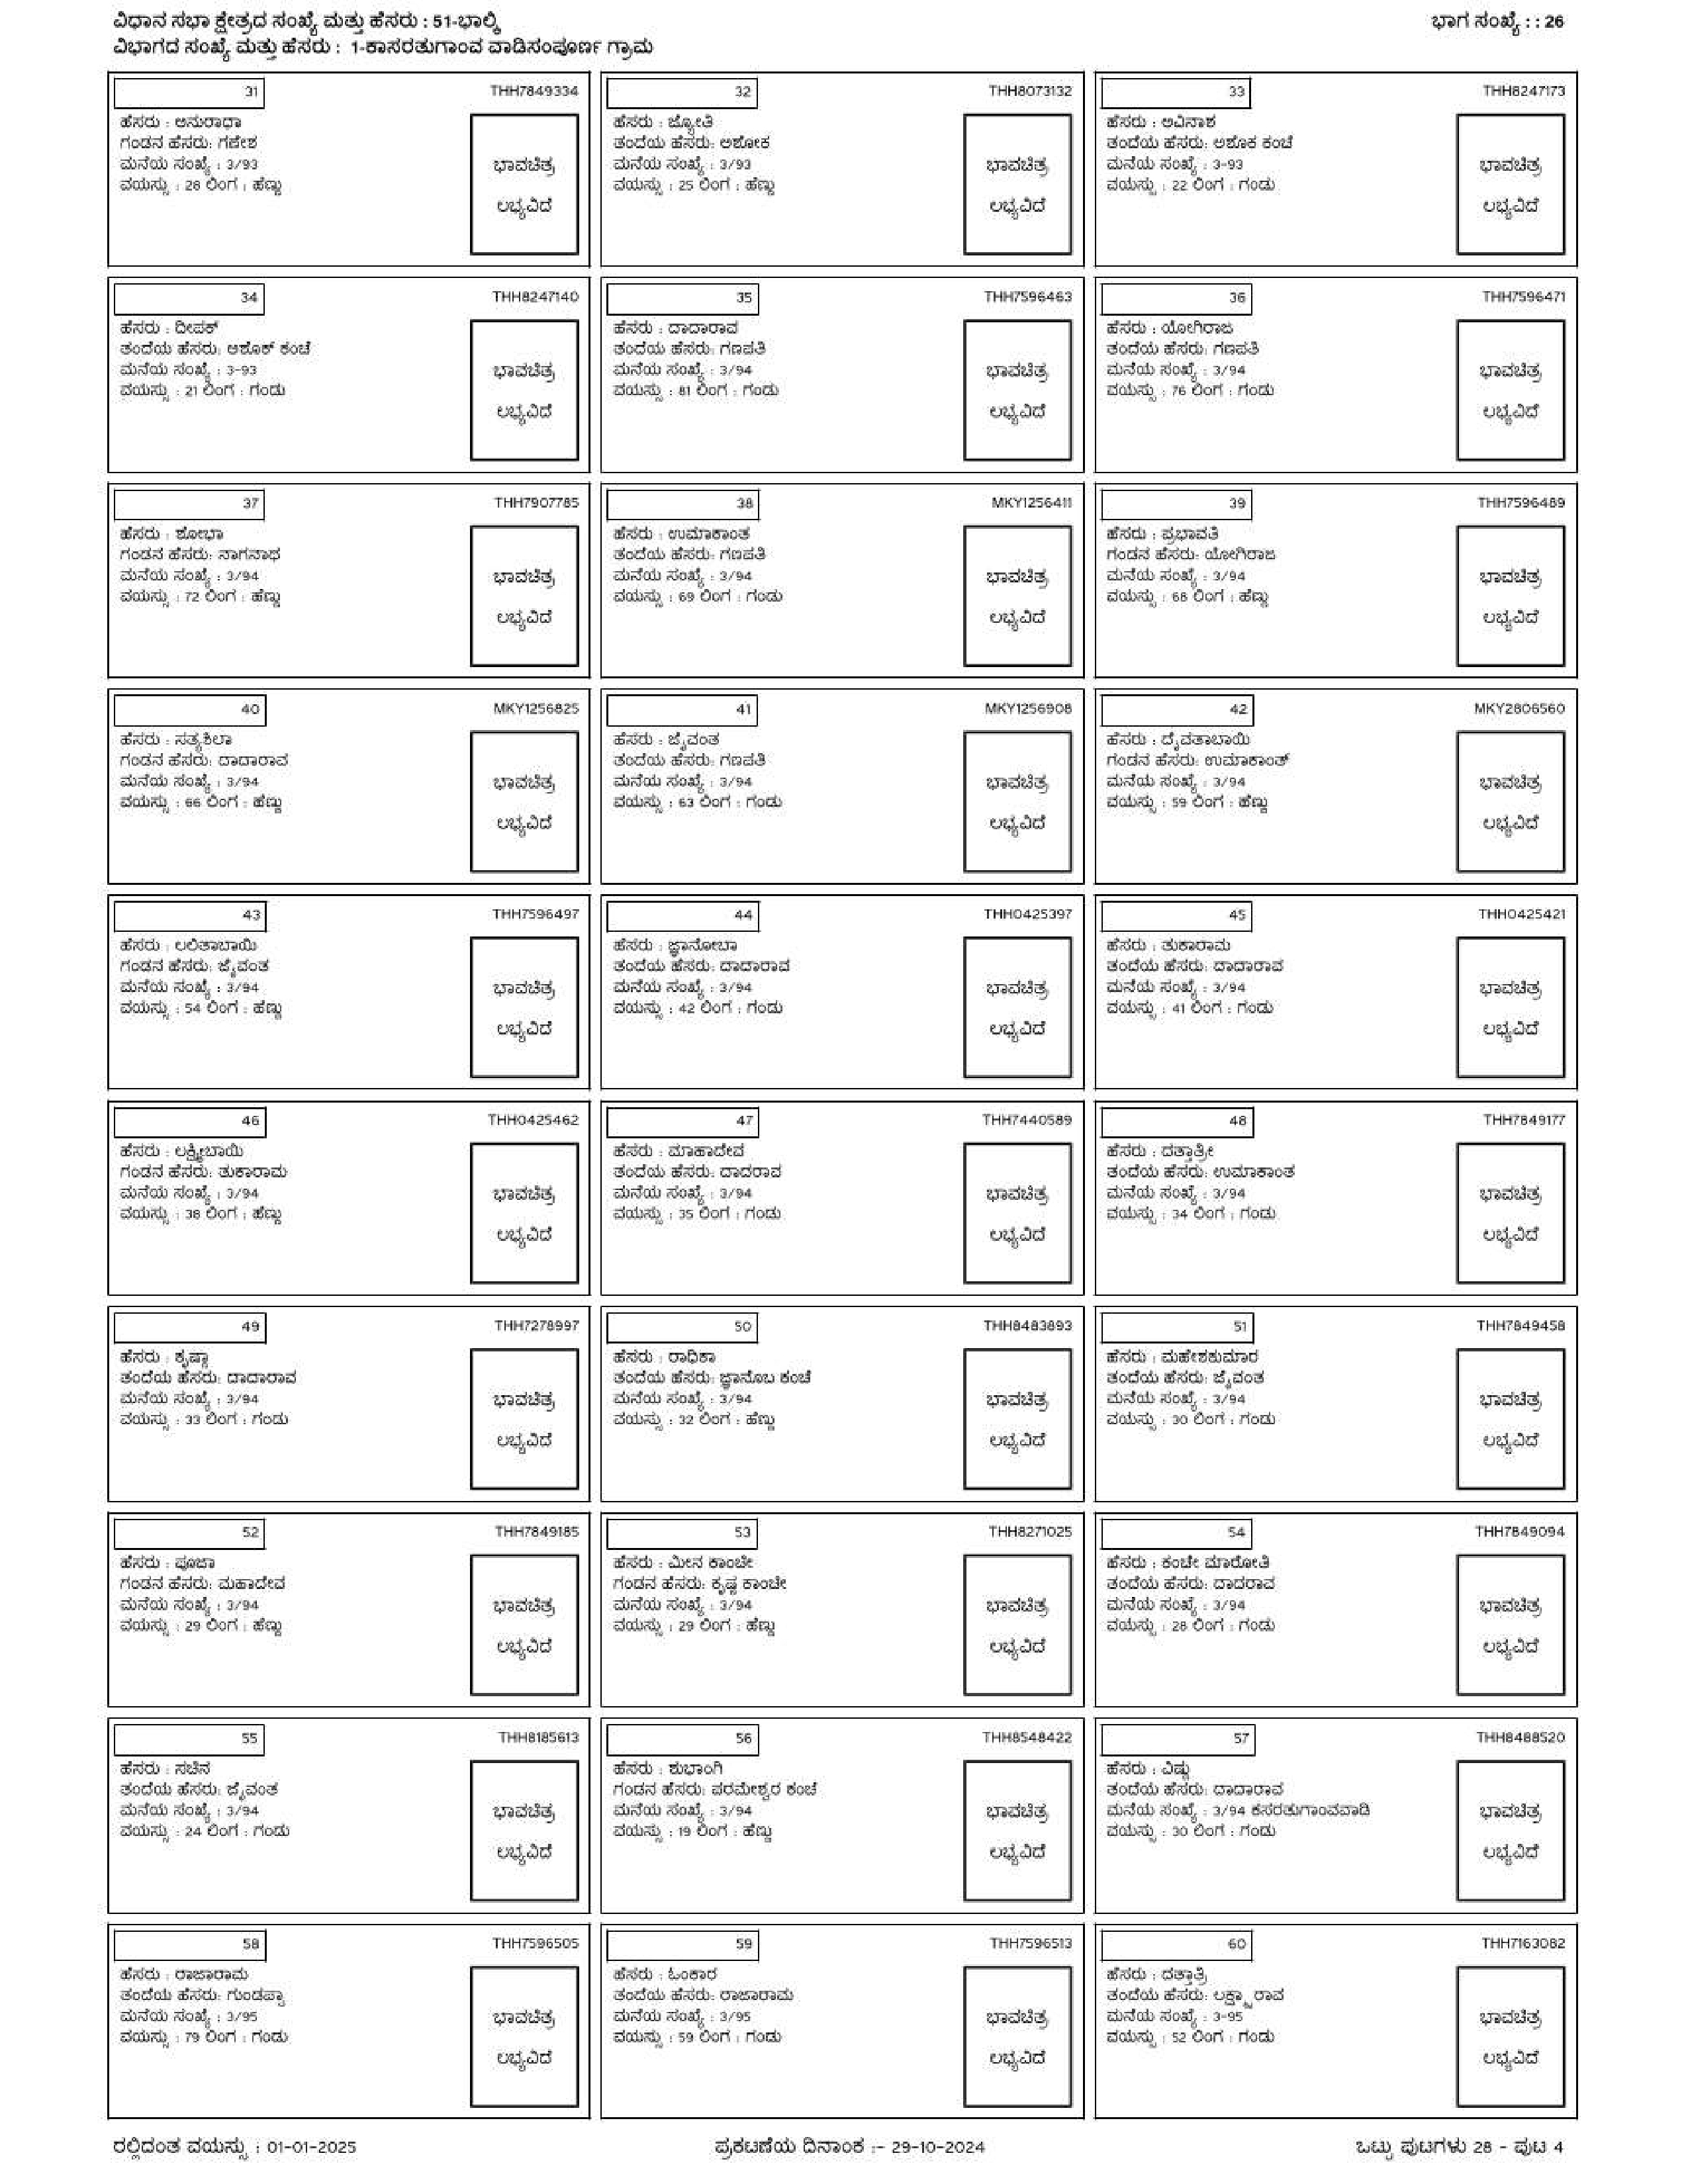 ವಿಧಾನ ಸಭಾ ಕ್ಷೇತ್ರದ ಸಂಖ್ಯೆ ಮತ್ತು ಹೆಸರು : 51-ಭಾಲ್ಕಿ
ಭಾಗ ಸಂಖ್ಯೆ : : 26
ವಿಭಾಗದ ಸಂಖ್ಯೆ ಮತ್ತು ಹೆಸರು : 1-ಕಾಸರತುಗಾಂವ ವಾಡಿಸಂಪೂರ್ಣ ಗ್ರಾಮ
31 THH7849334
ಹೆಸರು : ಅನುರಾಧಾ
ಗಂಡನ ಹೆಸರು: ಗಣೇಶ
ಮನೆಯ ಸಂಖ್ಯೆ : 3/93
ವಯಸ್ಸು : 28 ಲಿಂಗ : ಹೆಣ್ಣು
ಭಾವಚಿತ್ರ
ಲಭ್ಯವಿದೆ
32 THH8073132
ಹೆಸರು : ಜ್ಯೋತಿ
ತಂದೆಯ ಹೆಸರು: ಅಶೋಕ
ಮನೆಯ ಸಂಖ್ಯೆ : 3/93
ವಯಸ್ಸು : 25 ಲಿಂಗ : ಹೆಣ್ಣು
ಭಾವಚಿತ್ರ
ಲಭ್ಯವಿದೆ
33 THH8247173
ಹೆಸರು : ಅವಿನಾಶ
ತಂದೆಯ ಹೆಸರು: ಅಶೊಕ ಕಂಚೆ
ಮನೆಯ ಸಂಖ್ಯೆ : 3-93
ವಯಸ್ಸು : 22 ಲಿಂಗ : ಗಂಡು
ಭಾವಚಿತ್ರ
ಲಭ್ಯವಿದೆ
34 THH8247140
ಹೆಸರು : ದೀಪಕ್
ತಂದೆಯ ಹೆಸರು: ಅಶೊಕ್ ಕಂಚೆ
ಮನೆಯ ಸಂಖ್ಯೆ : 3-93
ವಯಸ್ಸು : 21 ಲಿಂಗ : ಗಂಡು
ಭಾವಚಿತ್ರ
ಲಭ್ಯವಿದೆ
35 THH7596463
ಹೆಸರು : ದಾದಾರಾವ
ತಂದೆಯ ಹೆಸರು: ಗಣಪತಿ
ಮನೆಯ ಸಂಖ್ಯೆ : 3/94
ವಯಸ್ಸು : 81 ಲಿಂಗ : ಗಂಡು
ಭಾವಚಿತ್ರ
ಲಭ್ಯವಿದೆ
36 THH7596471
ಹೆಸರು : ಯೋಗಿರಾಜ
ತಂದೆಯ ಹೆಸರು: ಗಣಪತಿ
ಮನೆಯ ಸಂಖ್ಯೆ : 3/94
ವಯಸ್ಸು : 76 ಲಿಂಗ : ಗಂಡು
ಭಾವಚಿತ್ರ
ಲಭ್ಯವಿದೆ
37 THH7907785
ಹೆಸರು : ಶೋಭಾ
ಗಂಡನ ಹೆಸರು: ನಾಗನಾಥ
ಮನೆಯ ಸಂಖ್ಯೆ : 3/94
ವಯಸ್ಸು : 72 ಲಿಂಗ : ಹೆಣ್ಣು
ಭಾವಚಿತ್ರ
ಲಭ್ಯವಿದೆ
38 MKY1256411
ಹೆಸರು : ಉಮಾಕಾಂತ
ತಂದೆಯ ಹೆಸರು: ಗಣಪತಿ
ಮನೆಯ ಸಂಖ್ಯೆ : 3/94
ವಯಸ್ಸು : 69 ಲಿಂಗ : ಗಂಡು
ಭಾವಚಿತ್ರ
ಲಭ್ಯವಿದೆ
39 THH7596489
ಹೆಸರು : ಪ್ರಭಾವತಿ
ಗಂಡನ ಹೆಸರು: ಯೋಗಿರಾಜ
ಮನೆಯ ಸಂಖ್ಯೆ : 3/94
ವಯಸ್ಸು : 68 ಲಿಂಗ : ಹೆಣ್ಣು
ಭಾವಚಿತ್ರ
ಲಭ್ಯವಿದೆ
40 MKY1256825
ಹೆಸರು : ಸತ್ಯಶಿಲಾ
ಗಂಡನ ಹೆಸರು: ದಾದಾರಾವ
ಮನೆಯ ಸಂಖ್ಯೆ : 3/94
ವಯಸ್ಸು : 66 ಲಿಂಗ : ಹೆಣ್ಣು
ಭಾವಚಿತ್ರ
ಲಭ್ಯವಿದೆ
41 MKY1256908
ಹೆಸರು : ಜೈವಂತ
ತಂದೆಯ ಹೆಸರು: ಗಣಪತಿ
ಮನೆಯ ಸಂಖ್ಯೆ : 3/94
ವಯಸ್ಸು : 63 ಲಿಂಗ : ಗಂಡು
ಭಾವಚಿತ್ರ
ಲಭ್ಯವಿದೆ
42 MKY2806560
ಹೆಸರು : ದೈವತಾಬಾಯಿ
ಗಂಡನ ಹೆಸರು: ಉಮಾಕಾಂತ್
ಮನೆಯ ಸಂಖ್ಯೆ : 3/94
ವಯಸ್ಸು : 59 ಲಿಂಗ : ಹೆಣ್ಣು
ಭಾವಚಿತ್ರ
ಲಭ್ಯವಿದೆ
43 THH7596497
ಹೆಸರು : ಲಲಿತಾಬಾಯಿ
ಗಂಡನ ಹೆಸರು: ಜೈವಂತ
ಮನೆಯ ಸಂಖ್ಯೆ : 3/94
ವಯಸ್ಸು : 54 ಲಿಂಗ : ಹೆಣ್ಣು
ಭಾವಚಿತ್ರ
ಲಭ್ಯವಿದೆ
44 THH0425397
ಹೆಸರು : ಜ್ಞಾನೋಬಾ
ತಂದೆಯ ಹೆಸರು: ದಾದಾರಾವ
ಮನೆಯ ಸಂಖ್ಯೆ : 3/94
ವಯಸ್ಸು : 42 ಲಿಂಗ : ಗಂಡು
ಭಾವಚಿತ್ರ
ಲಭ್ಯವಿದೆ
45 THH0425421
ಹೆಸರು : ತುಕಾರಾಮ
ತಂದೆಯ ಹೆಸರು: ದಾದಾರಾವ
ಮನೆಯ ಸಂಖ್ಯೆ : 3/94
ವಯಸ್ಸು : 41 ಲಿಂಗ : ಗಂಡು
ಭಾವಚಿತ್ರ
ಲಭ್ಯವಿದೆ
46 THH0425462
ಹೆಸರು : ಲಕ್ಷ್ಮೀಬಾಯಿ
ಗಂಡನ ಹೆಸರು: ತುಕಾರಾಮ
ಮನೆಯ ಸಂಖ್ಯೆ : 3/94
ವಯಸ್ಸು : 38 ಲಿಂಗ : ಹೆಣ್ಣು
ಭಾವಚಿತ್ರ
ಲಭ್ಯವಿದೆ
47 THH7440589
ಹೆಸರು : ಮಾಹಾದೇವ
ತಂದೆಯ ಹೆಸರು: ದಾದರಾವ
ಮನೆಯ ಸಂಖ್ಯೆ : 3/94
ವಯಸ್ಸು : 35 ಲಿಂಗ : ಗಂಡು
ಭಾವಚಿತ್ರ
ಲಭ್ಯವಿದೆ
48 THH7849177
ಹೆಸರು : ದತ್ತಾತ್ರೀ
ತಂದೆಯ ಹೆಸರು: ಉಮಾಕಾಂತ
ಮನೆಯ ಸಂಖ್ಯೆ : 3/94
ವಯಸ್ಸು : 34 ಲಿಂಗ : ಗಂಡು
ಭಾವಚಿತ್ರ
ಲಭ್ಯವಿದೆ
49 THH7278997
ಹೆಸರು : ಕೃಷ್ಣಾ
ತಂದೆಯ ಹೆಸರು: ದಾದಾರಾವ
ಮನೆಯ ಸಂಖ್ಯೆ : 3/94
ವಯಸ್ಸು : 33 ಲಿಂಗ : ಗಂಡು
ಭಾವಚಿತ್ರ
ಲಭ್ಯವಿದೆ
50 THH8483893
ಹೆಸರು : ರಾಧಿಕಾ
ತಂದೆಯ ಹೆಸರು: ಜ್ಞಾನೊಬ ಕಂಚೆ
ಮನೆಯ ಸಂಖ್ಯೆ : 3/94
ವಯಸ್ಸು : 32 ಲಿಂಗ : ಹೆಣ್ಣು
ಭಾವಚಿತ್ರ
ಲಭ್ಯವಿದೆ
51 THH7849458
ಹೆಸರು : ಮಹೇಶಕುಮಾರ
ತಂದೆಯ ಹೆಸರು: ಜೈವಂತ
ಮನೆಯ ಸಂಖ್ಯೆ : 3/94
ವಯಸ್ಸು : 30 ಲಿಂಗ : ಗಂಡು
ಭಾವಚಿತ್ರ
ಲಭ್ಯವಿದೆ
52 THH7849185
ಹೆಸರು : ಪೂಜಾ
ಗಂಡನ ಹೆಸರು: ಮಹಾದೇವ
ಮನೆಯ ಸಂಖ್ಯೆ : 3/94
ವಯಸ್ಸು : 29 ಲಿಂಗ : ಹೆಣ್ಣು
ಭಾವಚಿತ್ರ
ಲಭ್ಯವಿದೆ
53 THH8271025
ಹೆಸರು : ಮೀನ ಕಾಂಚೇ
ಗಂಡನ ಹೆಸರು: ಕೃಷ್ಣ ಕಾಂಚೇ
ಮನೆಯ ಸಂಖ್ಯೆ : 3/94
ವಯಸ್ಸು : 29 ಲಿಂಗ : ಹೆಣ್ಣು
ಭಾವಚಿತ್ರ
ಲಭ್ಯವಿದೆ
54 THH7849094
ಹೆಸರು : ಕಂಚೇ ಮಾರೋತಿ
ತಂದೆಯ ಹೆಸರು: ದಾದರಾವ
ಮನೆಯ ಸಂಖ್ಯೆ : 3/94
ವಯಸ್ಸು : 28 ಲಿಂಗ : ಗಂಡು
ಭಾವಚಿತ್ರ
ಲಭ್ಯವಿದೆ
55 THH8185613
ಹೆಸರು : ಸಚಿನ
ತಂದೆಯ ಹೆಸರು: ಜೈವಂತ
ಮನೆಯ ಸಂಖ್ಯೆ : 3/94
ವಯಸ್ಸು : 24 ಲಿಂಗ : ಗಂಡು
ಭಾವಚಿತ್ರ
ಲಭ್ಯವಿದೆ
56 THH8548422
ಹೆಸರು : ಶುಭಾಂಗಿ
ಗಂಡನ ಹೆಸರು: ಪರಮೇಶ್ವರ ಕಂಚೆ
ಮನೆಯ ಸಂಖ್ಯೆ : 3/94
ವಯಸ್ಸು : 19 ಲಿಂಗ : ಹೆಣ್ಣು
ಭಾವಚಿತ್ರ
ಲಭ್ಯವಿದೆ
57 THH8488520
ಹೆಸರು : ವಿಷ್ಣು
ತಂದೆಯ ಹೆಸರು: ದಾದಾರಾವ
ಮನೆಯ ಸಂಖ್ಯೆ : 3/94 ಕಸರತುಗಾಂವವಾಡಿ
ವಯಸ್ಸು : 30 ಲಿಂಗ : ಗಂಡು
ಭಾವಚಿತ್ರ
ಲಭ್ಯವಿದೆ
58 THH7596505
ಹೆಸರು : ರಾಜಾರಾಮ
ತಂದೆಯ ಹೆಸರು: ಗುಂಡಪ್ಪಾ
ಮನೆಯ ಸಂಖ್ಯೆ : 3/95
ವಯಸ್ಸು : 79 ಲಿಂಗ : ಗಂಡು
ಭಾವಚಿತ್ರ
ಲಭ್ಯವಿದೆ
59 THH7596513
ಹೆಸರು : ಓಂಕಾರ
ತಂದೆಯ ಹೆಸರು: ರಾಜಾರಾಮ
ಮನೆಯ ಸಂಖ್ಯೆ : 3/95
ವಯಸ್ಸು : 59 ಲಿಂಗ : ಗಂಡು
ಭಾವಚಿತ್ರ
ಲಭ್ಯವಿದೆ
60 THH7163082
ಹೆಸರು : ದತ್ತಾತ್ರಿ
ತಂದೆಯ ಹೆಸರು:
ಮನೆಯ ಸಂಖ್ಯೆ : 3-95
ವಯಸ್ಸು : 52 ಲಿಂಗ : ಗಂಡು
ಭಾವಚಿತ್ರ
ಲಭ್ಯವಿದೆ
ರಲ್ಲಿದಂತ ವಯಸ್ಸು : 01-01-2025
ಪ್ರಕಟಣೆಯ ದಿನಾಂಕ :- 29-10-2024
ಒಟ್ಟು ಪುಟಗಳು 28 - ಪುಟ 4